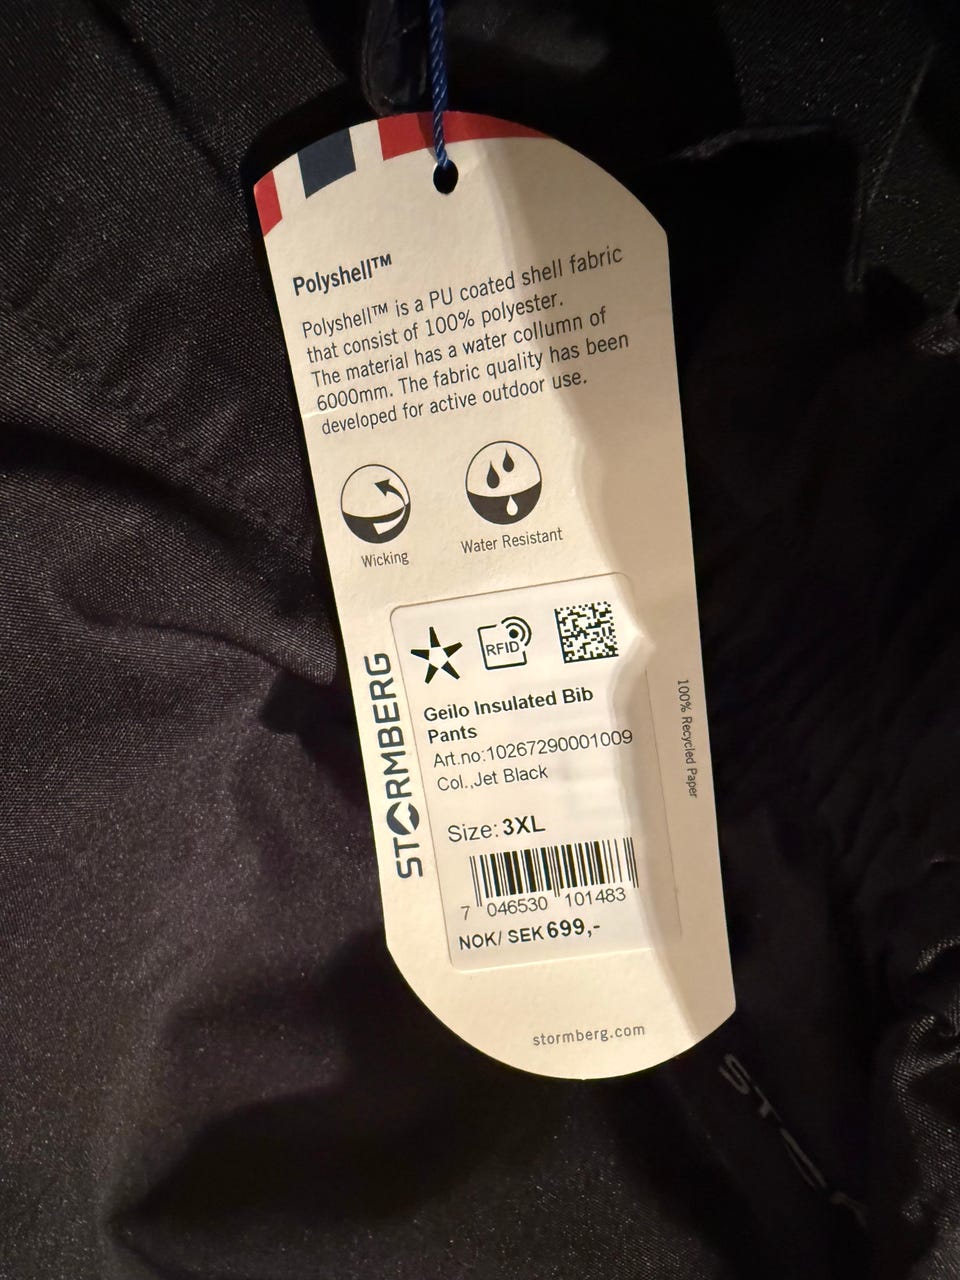 Polyshell™
Polyshell™ is a PU coated shell fabric
that consist of 100% polyester.
The material has a water collumn of
6000mm. The fabric quality has been
developed for active outdoor use.
Wicking
Water Resistant
RFID
STORMBERG
Geilo Insulated Bib
Pants
Art.no:10267290001009
Col.,Jet Black
Size: 3XL
7 046530 101483
NOK/ SEK 699,-
100% Recycled Paper
stormberg.com